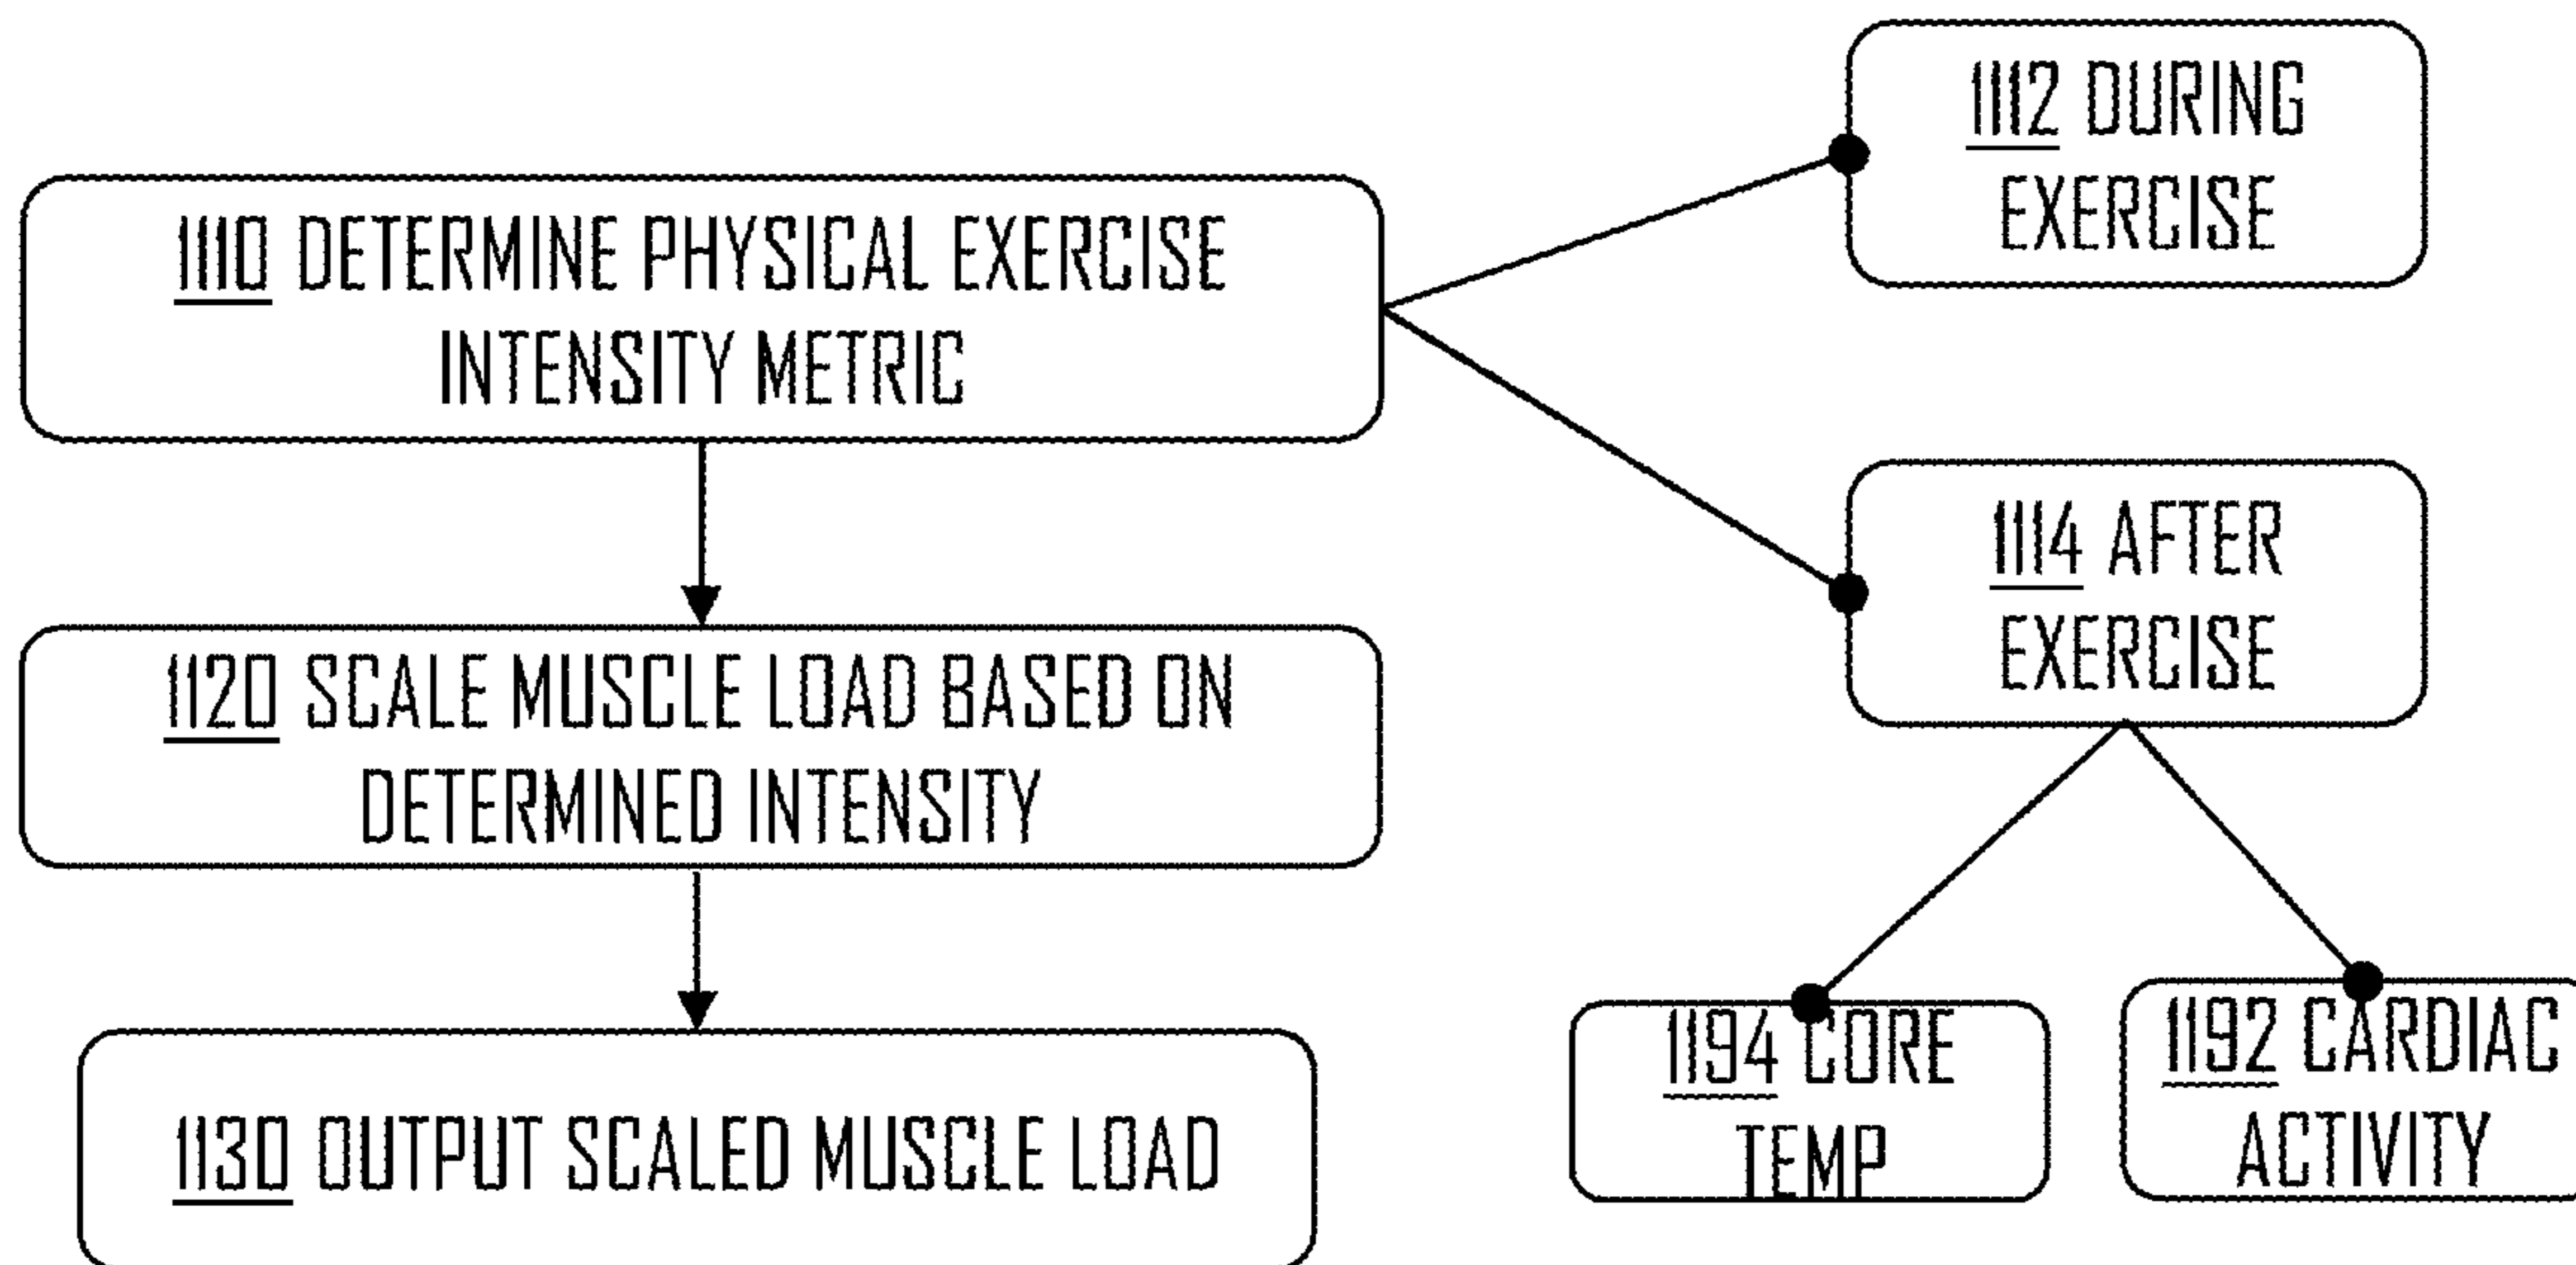 1110 DETERMINE PHYSICAL EXERCISE
INTENSITY METRIC
1120 SCALE MUSCLE LOAD BASED ON
DETERMINED INTENSITY
1130 OUTPUT SCALED MUSCLE LOAD
1112 DURING
EXERCISE
1114 AFTER
EXERCISE
1194 CORE
TEMP
1192 CARDIAC
ACTIVITY